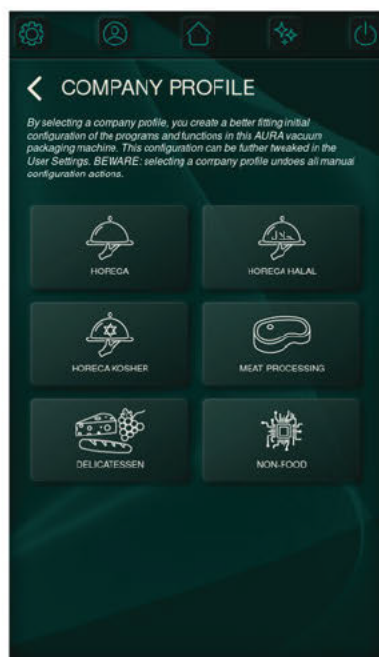 COMPANY PROFILE
By selecting a company profile, you create a better fitting initial
configuration of the programs and functions in this AURA vacuum
packaging machine. This configuration can be futher tweaked in the
User Settings. BEWARE: selecting a company profile undoes all manual
configuration actions.
HORECA
حلال
HORECA HALAL
HORECA KOSHER
MEAT PROCESSING
DELICATESSEN
NON-FOOD